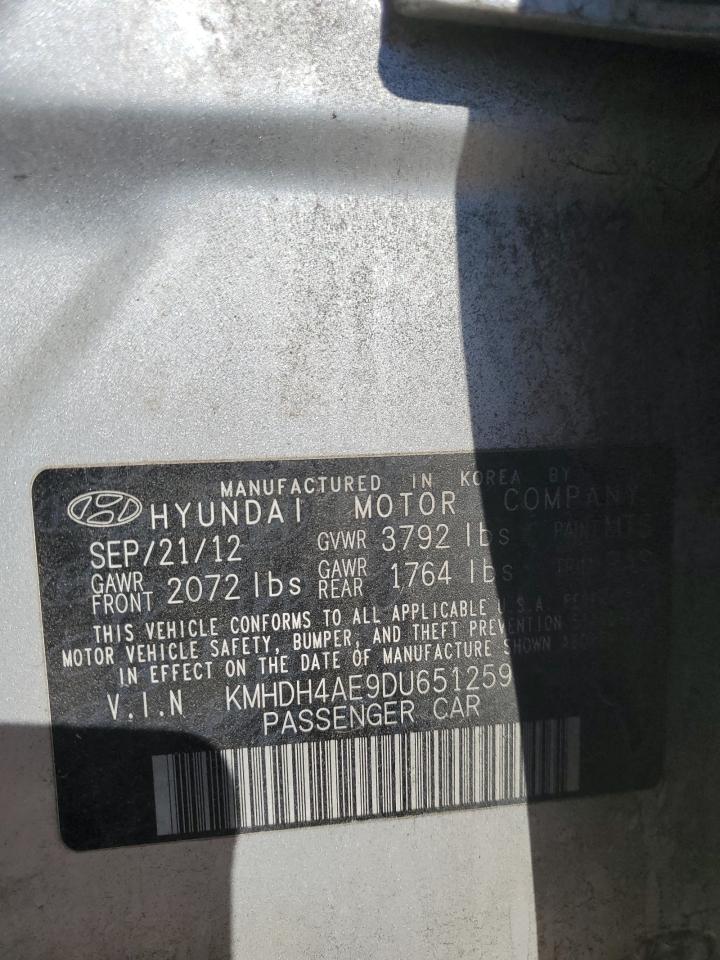 MANUFACTURED IN KOREA BY
HYUNDAI MOTOR COMPANY
SEP/21/12 GVWR 3792 lbs PAINT
GAWR FRONT 2072 lbs GAWR REAR 1764 lbs
THIS VEHICLE CONFORMS TO ALL APPLICABLE U.S.A.
MOTOR VEHICLE SAFETY, BUMPER, AND THEFT PREVENTION
IN EFFECT ON THE DATE OF MANUFACTURE SHOWN
V.I.N KMHDH4AE9DU651259
PASSENGER CAR